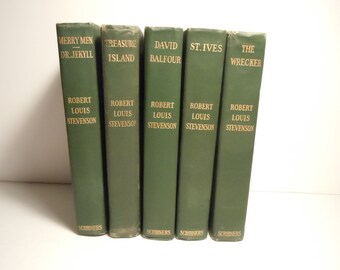 MERRY MEN
DR. JEKYLL
ROBERT
LOUIS
STEVENSON
SCRIBNERS
TREASURE
ISLAND
ROBERT
LOUIS
STEVENSON
SCRIBNERS
DAVID
BALFOUR
ROBERT
LOUIS
STEVENSON
SCRIBNERS
ST. IVES
ROBERT
LOUIS
STEVENSON
SCRIBNERS
THE
WRECKER
ROBERT
LOUIS
STEVENSON
SCRIBNERS